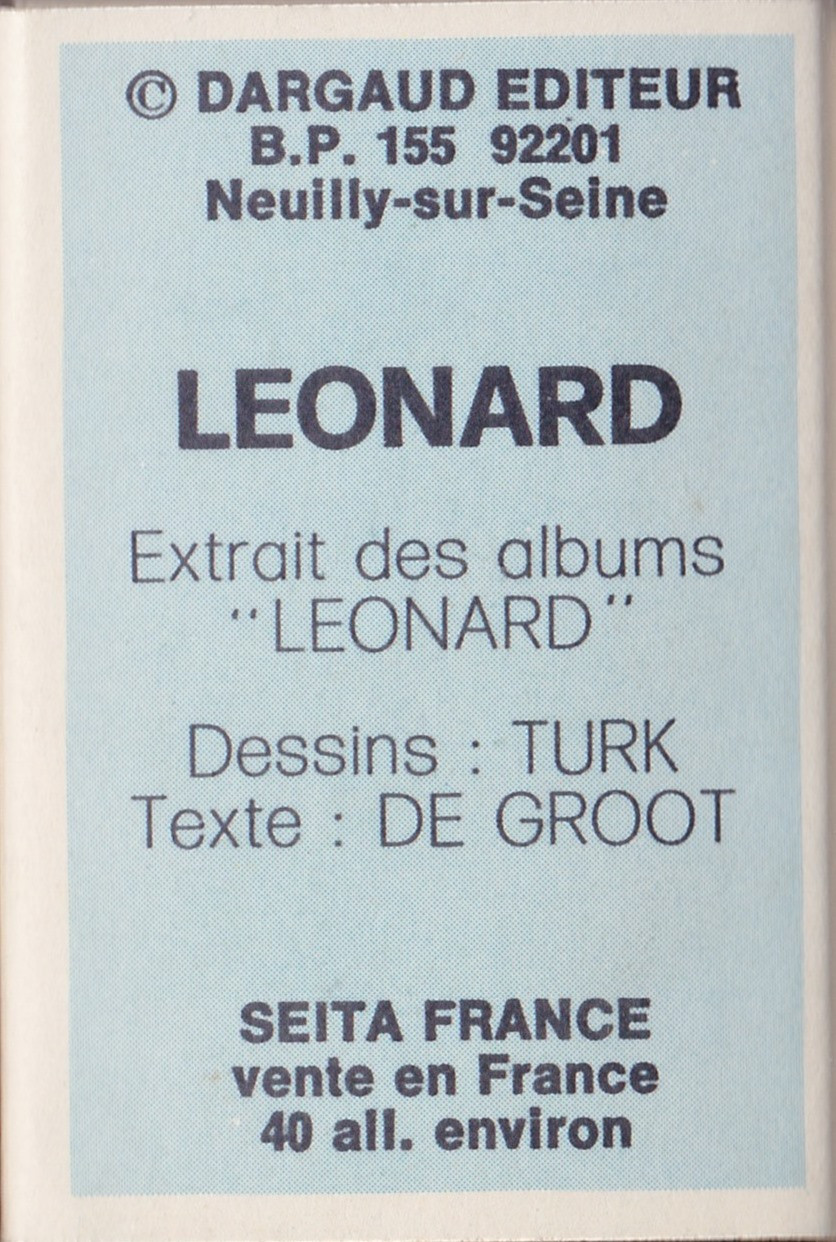 © DARGAUD EDITEUR
B.P. 155 92201
Neuilly-sur-Seine
LEONARD
Extrait des albums
“LEONARD”
Dessins : TURK
Texte : DE GROOT
SEITA FRANCE
vente en France
40 all. environ